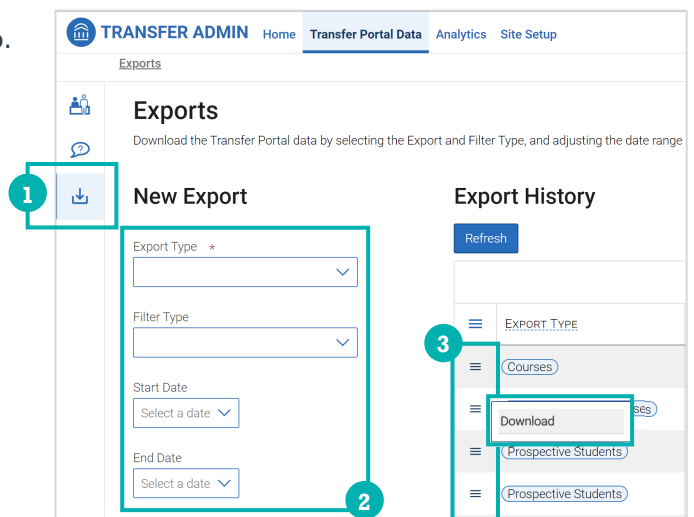 TRANSFER ADMIN Home Transfer Portal Data Analytics Site Setup
Exports
Exports
Download the Transfer Portal data by selecting the Export and Filter Type, and adjusting the date range
1
New Export
Export Type *
Filter Type
Start Date
Select a date
End Date
Select a date
2
Export History
Refresh
EXPORT TYPE
3
Courses
Download
Prospective Students
Prospective Students